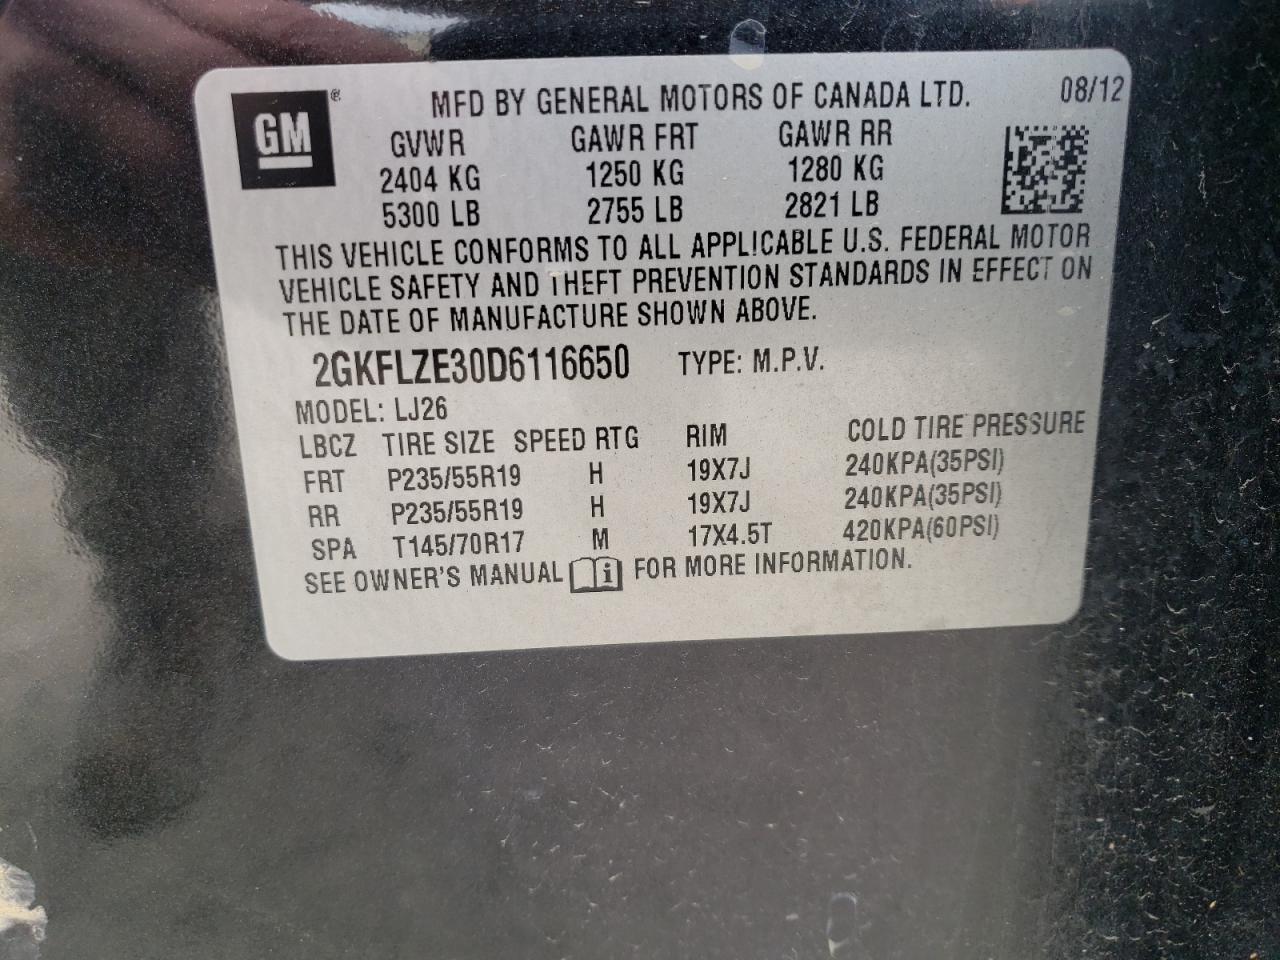 GM ® MFD BY GENERAL MOTORS OF CANADA LTD. 08/12
GVWR GAWR FRT GAWR RR
2404 KG 1250 KG 1280 KG
5300 LB 2755 LB 2821 LB
THIS VEHICLE CONFORMS TO ALL APPLICABLE U.S. FEDERAL MOTOR
VEHICLE SAFETY AND THEFT PREVENTION STANDARDS IN EFFECT ON
THE DATE OF MANUFACTURE SHOWN ABOVE.
2GKFLZE30D6116650 TYPE: M.P.V.
MODEL: LJ26
LBCZ TIRE SIZE SPEED RTG RIM COLD TIRE PRESSURE
FRT P235/55R19 H 19X7J 240KPA(35PSI)
RR P235/55R19 H 19X7J 240KPA(35PSI)
SPA T145/70R17 M 17X4.5T 420KPA(60PSI)
SEE OWNER'S MANUAL i FOR MORE INFORMATION.